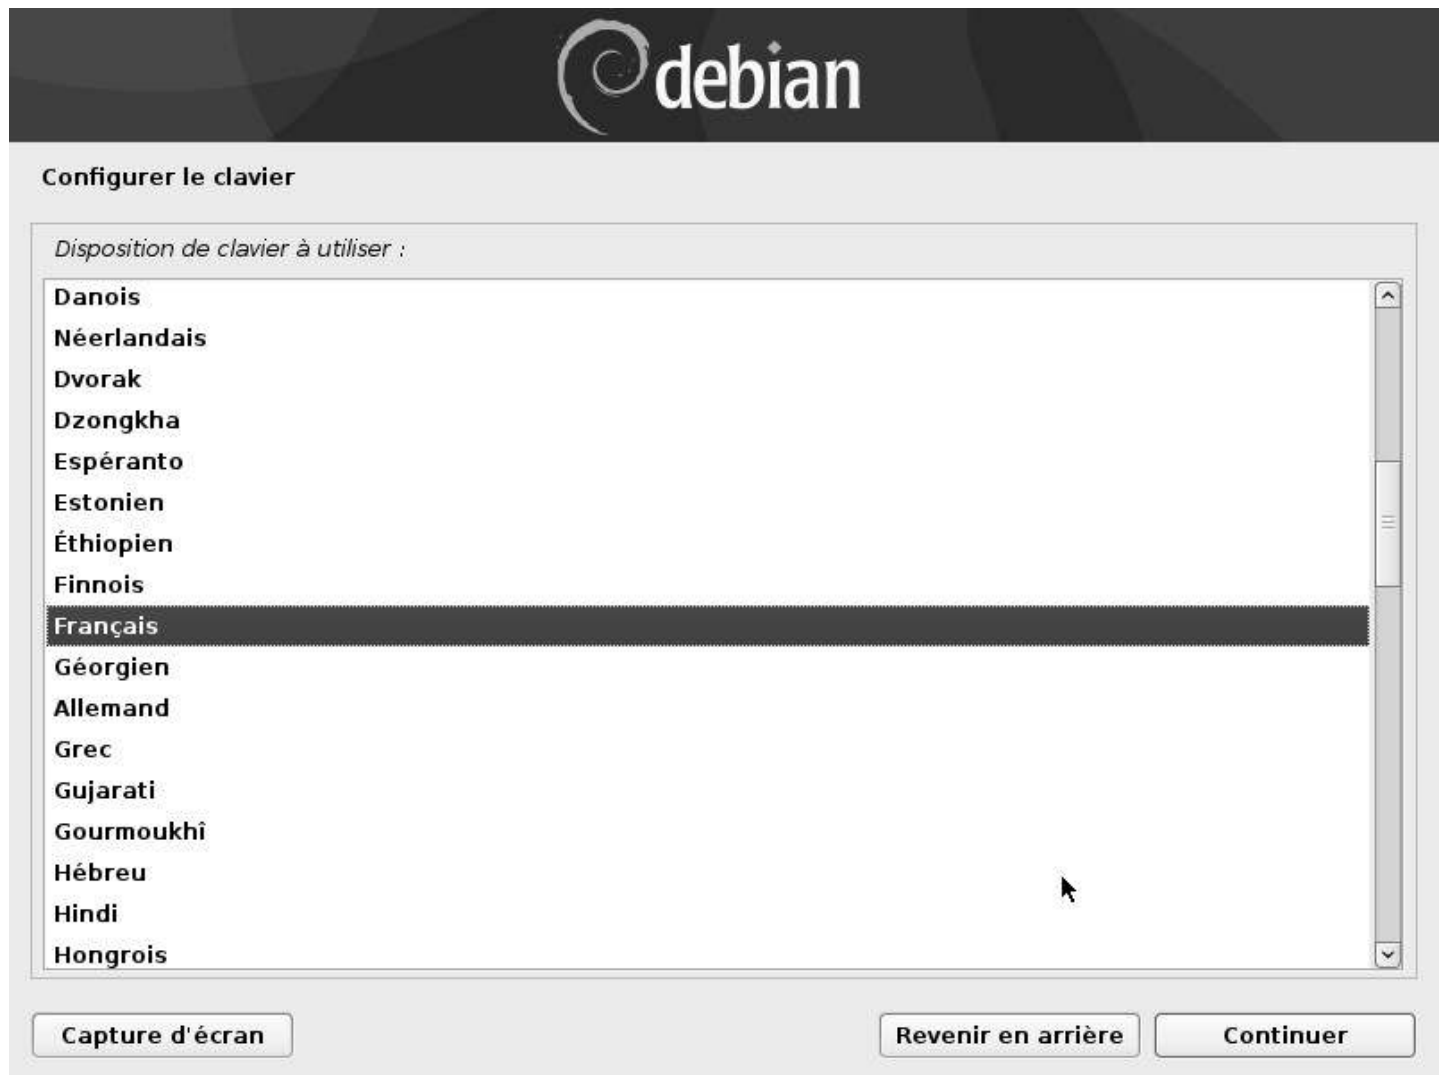 debian
Configurer le clavier
Disposition de clavier à utiliser :
Danois
Néerlandais
Dvorak
Dzongkha
Espéranto
Estonien
Éthiopien
Finnois
Français
Géorgien
Allemand
Grec
Gujarati
Gourmoukhî
Hébreu
Hindi
Hongrois
Capture d'écran
Revenir en arrière
Continuer